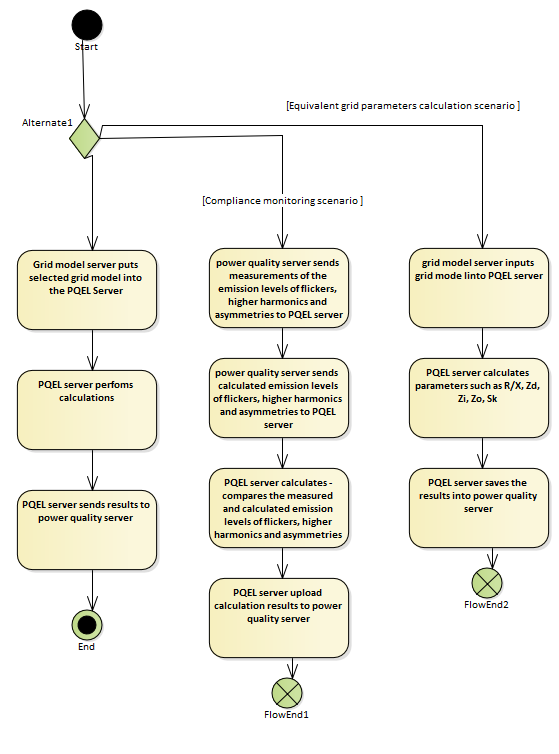 Start
Alternate1
[Equivalent grid parameters calculation scenario ]
[Compliance monitoring scenario ]
Grid model server puts
selected grid model into
the PQEL Server
PQEL server perfoms
calculations
PQEL server sends results to
power quality server
End
power quality server sends
measurements of the
emission levels of flickers,
higher harmonics and
asymmetries to PQEL server
power quality server sends
calculated emission levels
of flickers, higher harmonics
and asymmetries to PQEL
server
PQEL server calculates -
compares the measured
and calculated emission
levels of flickers, higher
harmonics and asymmetries
PQEL server upload
calculation results to power
quality server
FlowEnd1
grid model server inputs
grid mode linto PQEL server
PQEL server calculates
parameters such as R/X, Zd,
Zi, Zo, Sk
PQEL server saves the
results into power quality
server
FlowEnd2